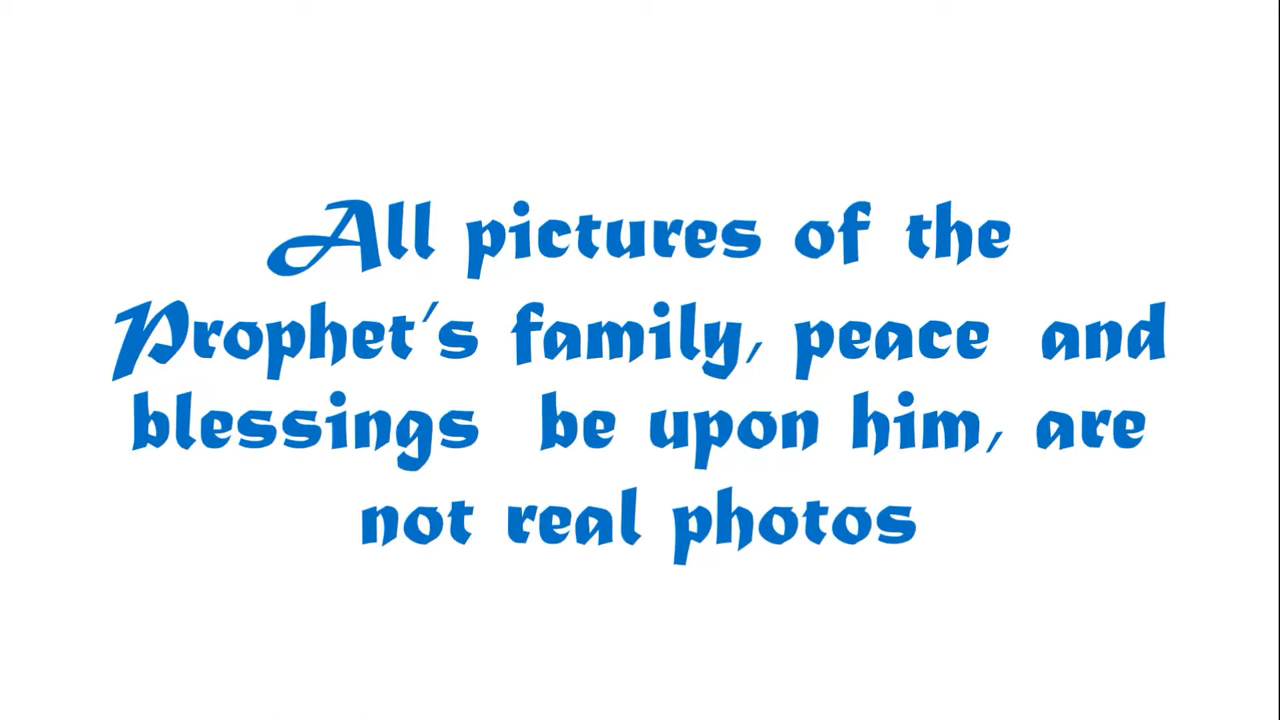 All pictures of the
Prophet's family, peace and
blessings be upon him, are
not real photos